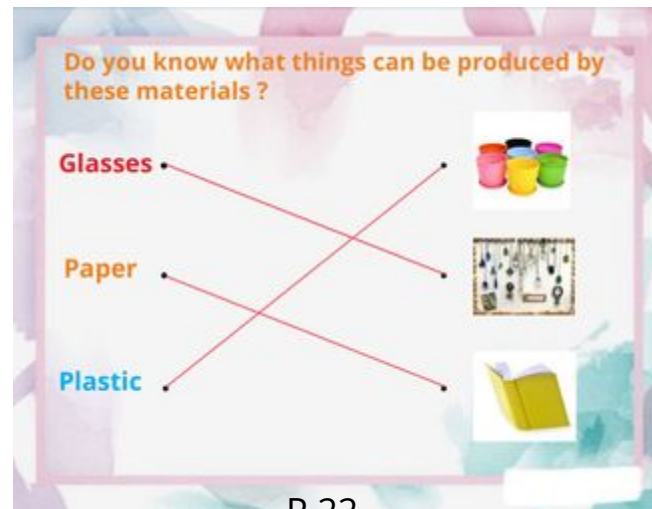 Do you know what things can be produced by
these materials ?
Glasses
Paper
Plastic